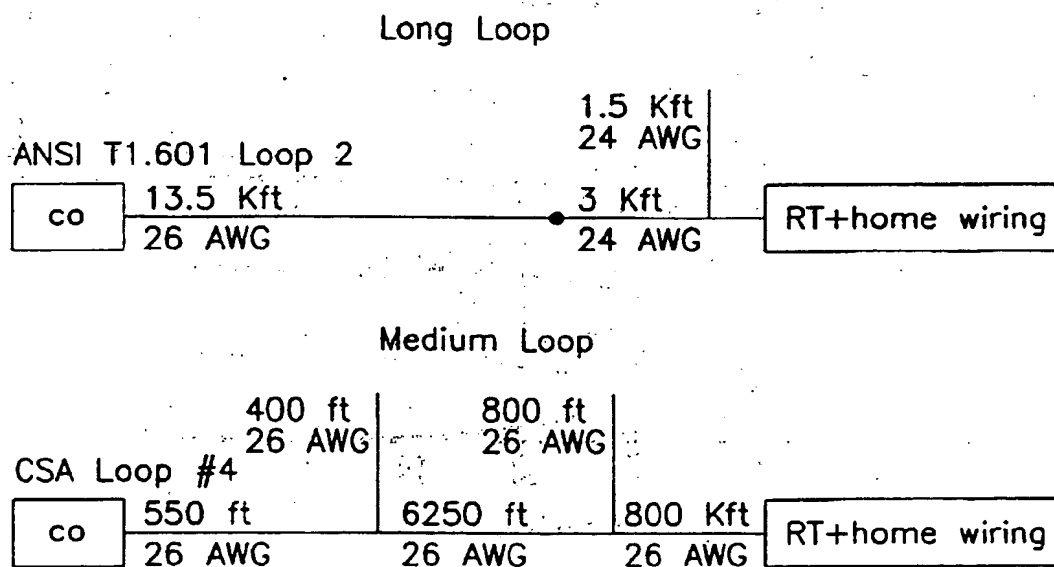 Long Loop
1.5 Kft
24 AWG
ANSI T1.601 Loop 2
co
13.5 Kft
26 AWG
3 Kft
24 AWG
RT+home wiring
Medium Loop
400 ft
26 AWG
800 ft
26 AWG
CSA Loop #4
co
550 ft
26 AWG
6250 ft
26 AWG
800 Kft
26 AWG
RT+home wiring